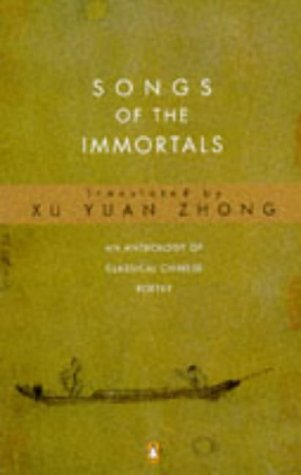 SONGS
OF THE
IMMORTALS
translated by
XU YUAN ZHONG
AN ANTHOLOGY OF
CLASSICAL CHINESE
POETRY